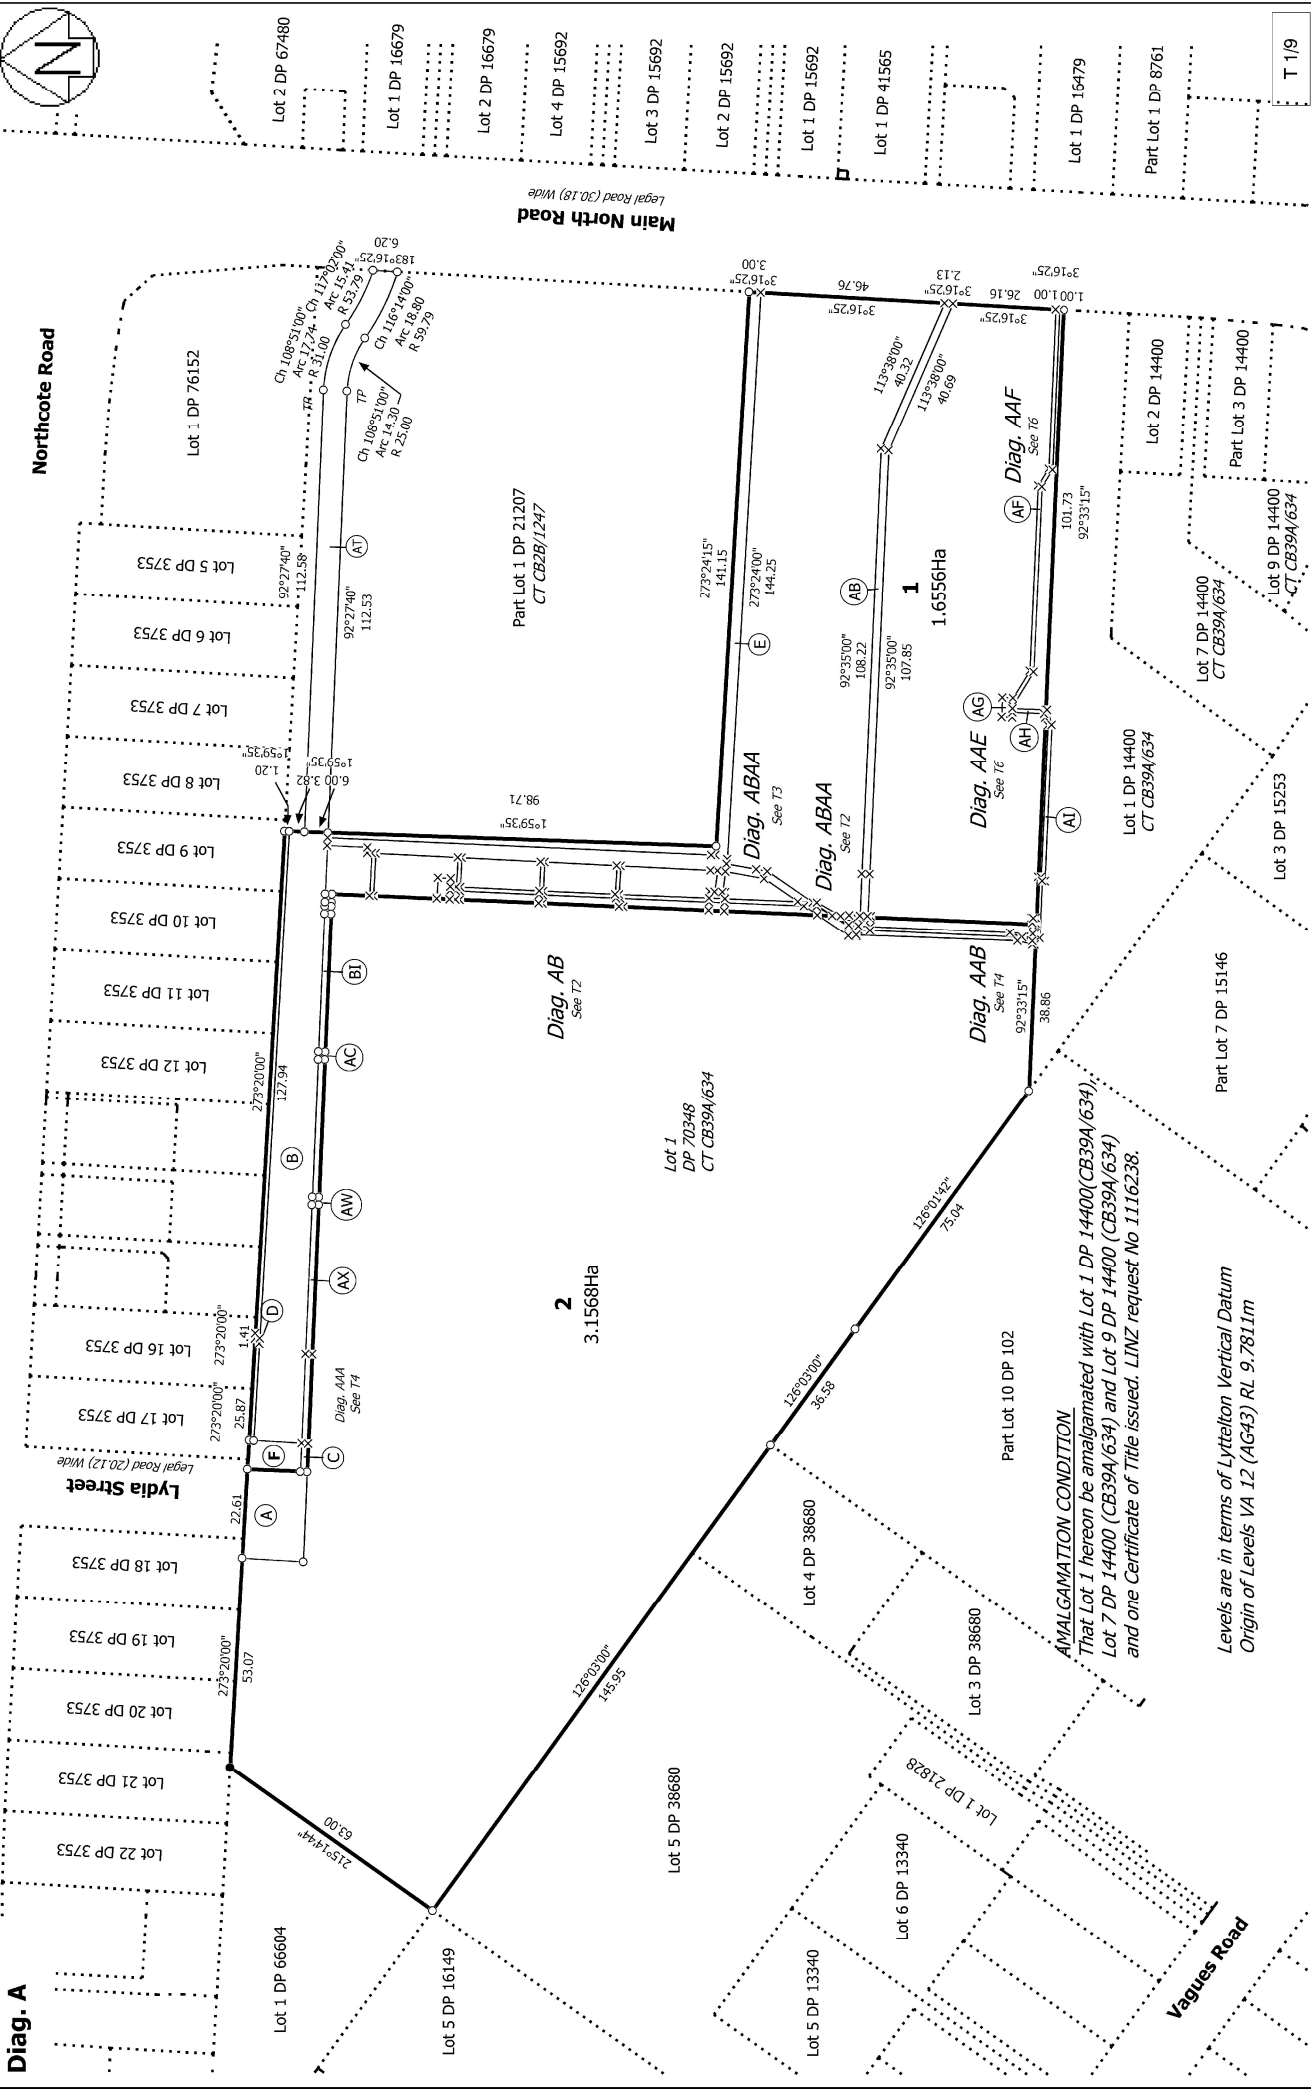 Diag. A
N
T 1/9
Northcote Road
Main North Road
Legal Road (30.18) Wide
Lydia Street
Legal Road (20.12) Wide
Vagues Road
Lot 22 DP 3753
Lot 21 DP 3753
Lot 20 DP 3753
Lot 19 DP 3753
Lot 18 DP 3753
Lot 17 DP 3753
Lot 16 DP 3753
Lot 12 DP 3753
Lot 11 DP 3753
Lot 10 DP 3753
Lot 9 DP 3753
Lot 8 DP 3753
Lot 7 DP 3753
Lot 6 DP 3753
Lot 5 DP 3753
Lot 1 DP 76152
Lot 2 DP 67480
Lot 1 DP 16679
Lot 2 DP 16679
Lot 4 DP 15692
Lot 3 DP 15692
Lot 2 DP 15692
Lot 1 DP 15692
Lot 1 DP 41565
Lot 1 DP 16479
Part Lot 1 DP 8761
Lot 1 DP 66604
Lot 5 DP 16149
Lot 5 DP 38680
Lot 4 DP 38680
Lot 3 DP 38680
Lot 1 DP 21828
Lot 6 DP 13340
Lot 5 DP 13340
Part Lot 10 DP 102
Part Lot 7 DP 15146
Lot 3 DP 15253
Lot 1 DP 14400
CT CB39A/634
Lot 7 DP 14400
CT CB39A/634
Lot 9 DP 14400
CT CB39A/634
Lot 2 DP 14400
Part Lot 3 DP 14400
Part Lot 1 DP 21207
CT CB2B/1247
Lot 1
DP 70348
CT CB39A/634
1
1.6556Ha
2
3.1568Ha
215°14'44"
63.00
273°20'00"
53.07
22.61
273°20'00"
25.87
273°20'00"
1.41
273°20'00"
127.94
1°59'35"
1.20
1°59'35"
6.00 3.82
92°27'40"
112.58
92°27'40"
112.53
TP
TP
Ch 108°51'00"
Arc 17.74
R 31.00
Ch 117°02'00"
Arc 15.41
R 53.79
183°16'25"
6.20
Ch 116°14'00"
Arc 18.80
R 59.79
Ch 108°51'00"
Arc 14.30
R 25.00
1°59'35"
98.71
273°24'15"
141.15
273°24'00"
144.25
3°16'25"
3.00
3°16'25"
46.76
3°16'25"
2.13
3°16'25"
26.16
3°16'25"
1.00 1.00
113°38'00"
40.32
113°38'00"
40.69
92°35'00"
108.22
92°35'00"
107.85
101.73
92°33'15"
92°33'15"
38.86
126°01'42"
75.04
126°03'00"
36.58
126°03'00"
145.95
A
F
C
D
B
AX
AW
AC
BI
AT
E
AB
AF
AG
AH
AI
Diag. AAA
See T4
Diag. AB
See T2
Diag. ABAA
See T3
Diag. ABAA
See T2
Diag. AAB
See T4
Diag. AAE
See T6
Diag. AAF
See T6
AMALGAMATION CONDITION
That Lot 1 hereon be amalgamated with Lot 1 DP 14400(CB39A/634),
Lot 7 DP 14400 (CB39A/634) and Lot 9 DP 14400 (CB39A/634)
and one Certificate of Title issued. LINZ request No 1116238.
Levels are in terms of Lyttelton Vertical Datum
Origin of Levels VA 12 (AG43) RL 9.7811m